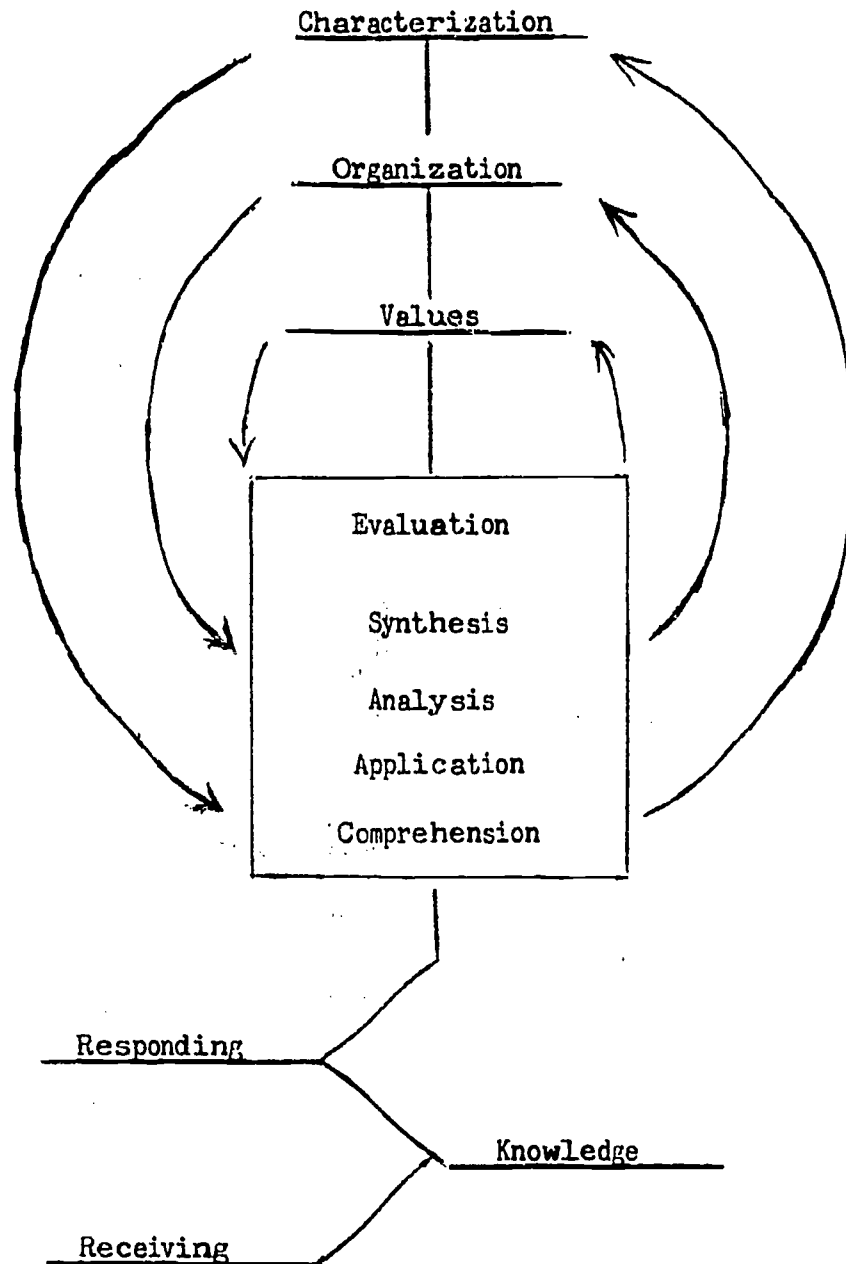 Characterization
Organization
Values
Evaluation
Synthesis
Analysis
Application
Comprehension
Responding
Knowledge
Receiving